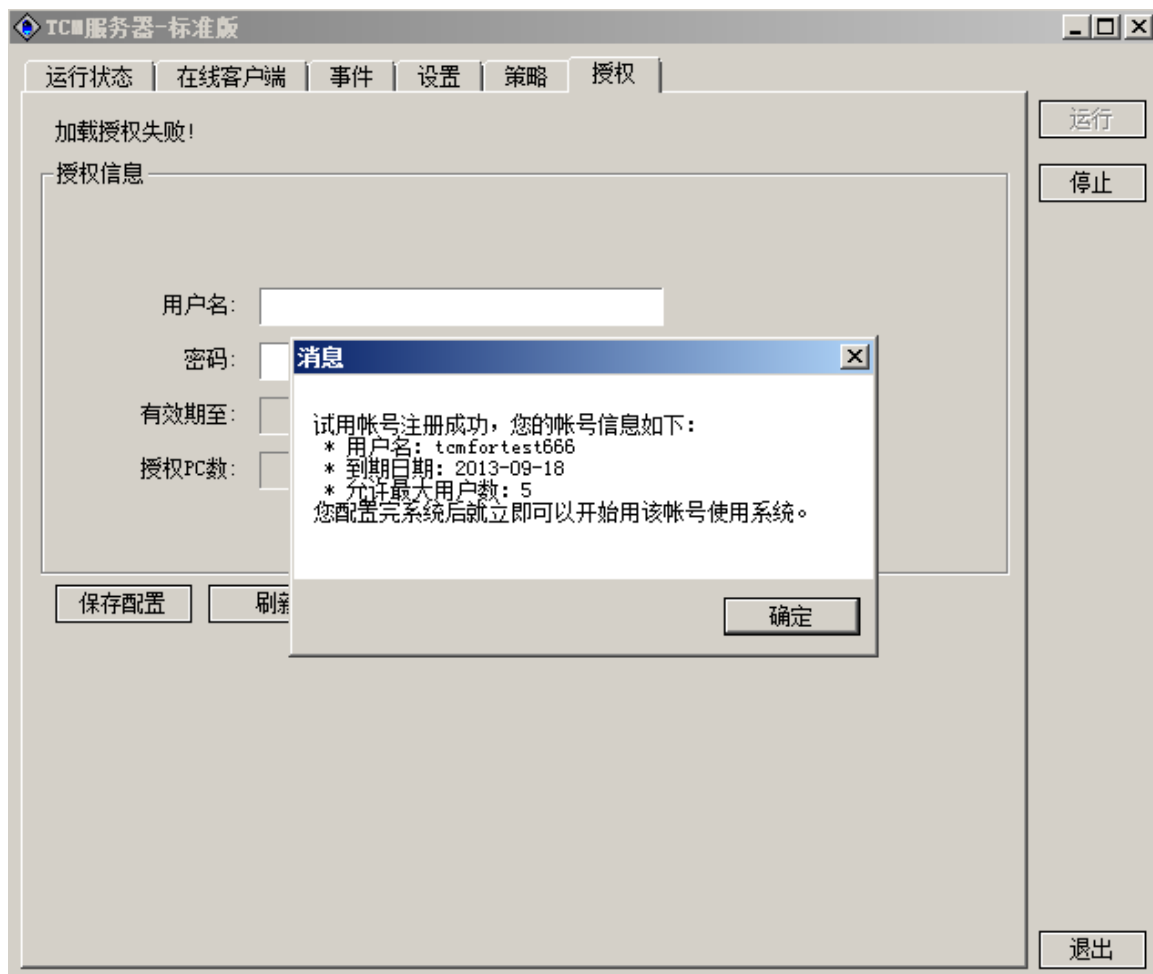 TCM服务器-标准版
运行状态 在线客户端 事件 设置 策略 授权
运行
加载授权失败!
停止
授权信息
用户名:
密码:
有效期至:
授权PC数:
消息
试用帐号注册成功，您的帐号信息如下:
* 用户名: tcmfortest666
* 到期日期: 2013-09-18
* 允许最大用户数: 5
您配置完系统后就立即可以开始用该帐号使用系统。
确定
保存配置
退出